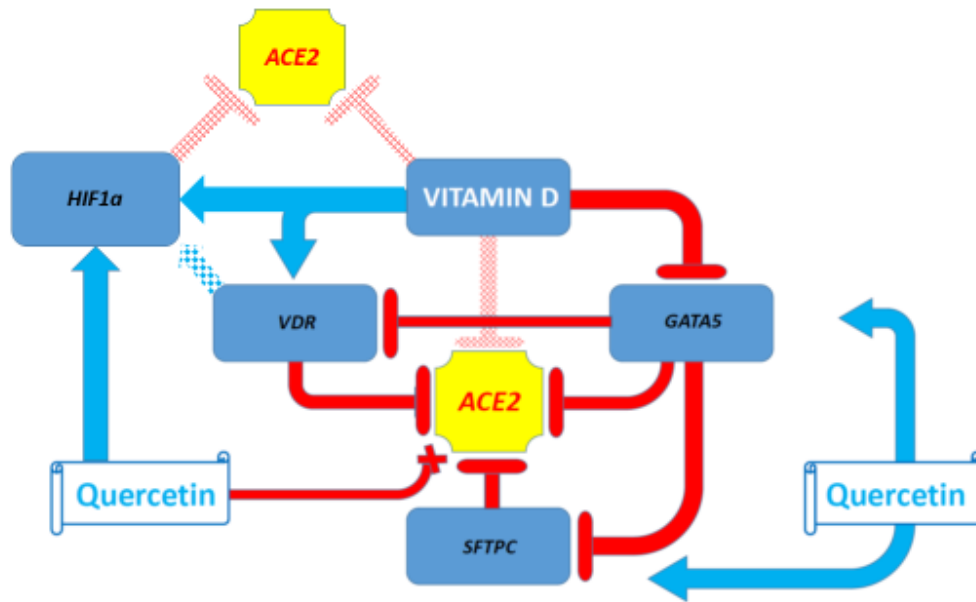 ACE2
HIF1a
VITAMIN D
VDR
GATA5
ACE2
Quercetin
Quercetin
SFTPC